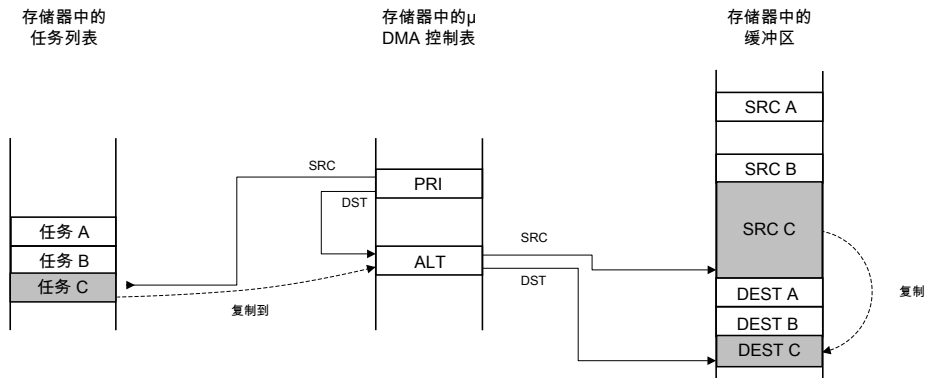 存储器中的
任务列表
存储器中的μ
DMA 控制表
存储器中的
缓冲区
SRC A
SRC B
SRC C
DEST A
DEST B
DEST C
SRC
PRI
DST
任务 A
任务 B
任务 C
ALT
SRC
DST
复制到
复制